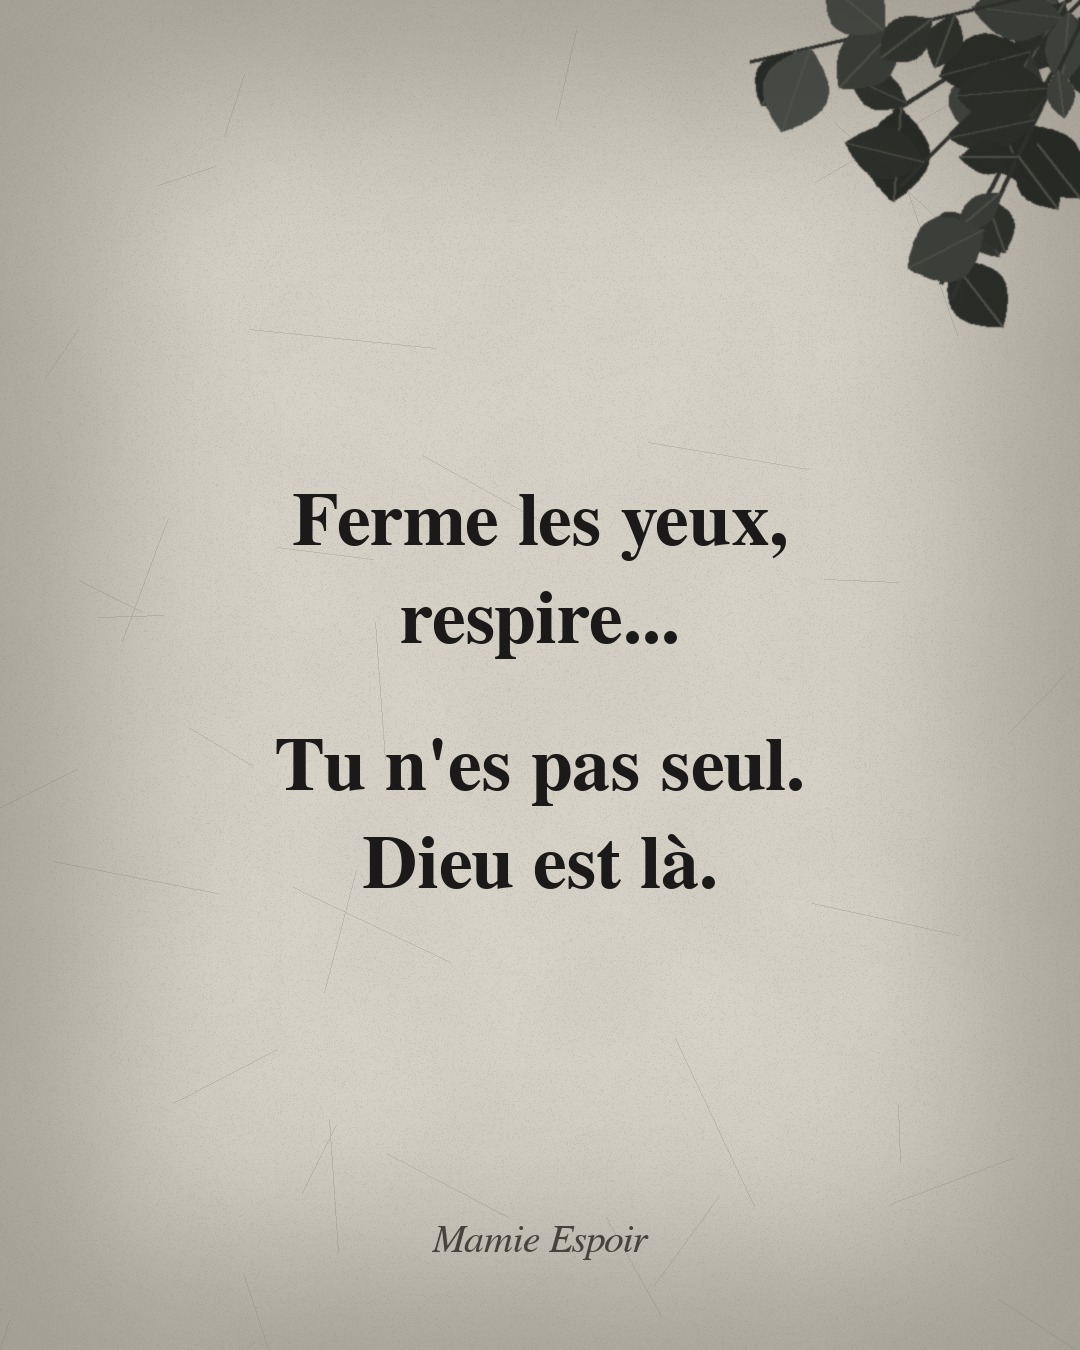 Ferme les yeux,
respire...
Tu n'es pas seul.
Dieu est là.
Mamie Espoir